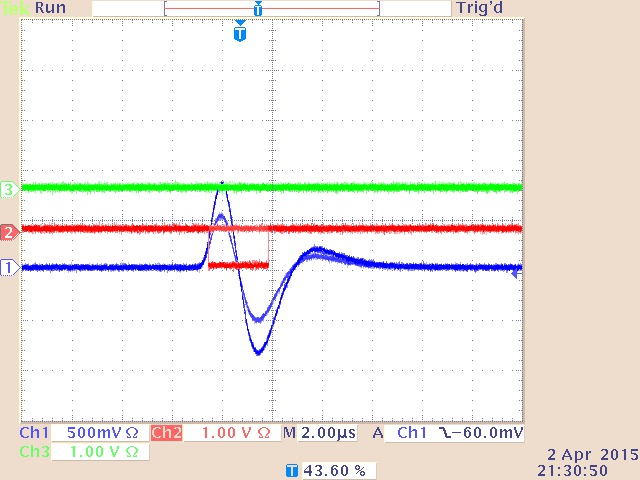 Tek Run Trig'd
T
T
3
2
1
Ch1 500mV Ω Ch2 1.00 V Ω M 2.00µs A Ch1 ∖−60.0mV
Ch3 1.00 V Ω
2 Apr 2015
T 43.60 % 21:30:50